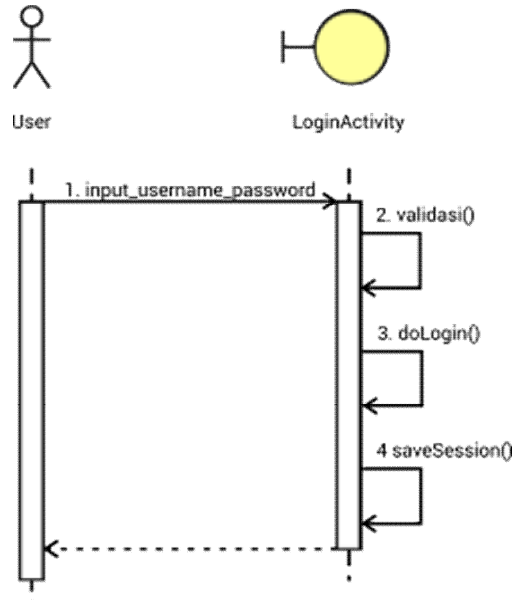 User
LoginActivity
1. input_username_password
2. validasi()
3. doLogin()
4 saveSession()